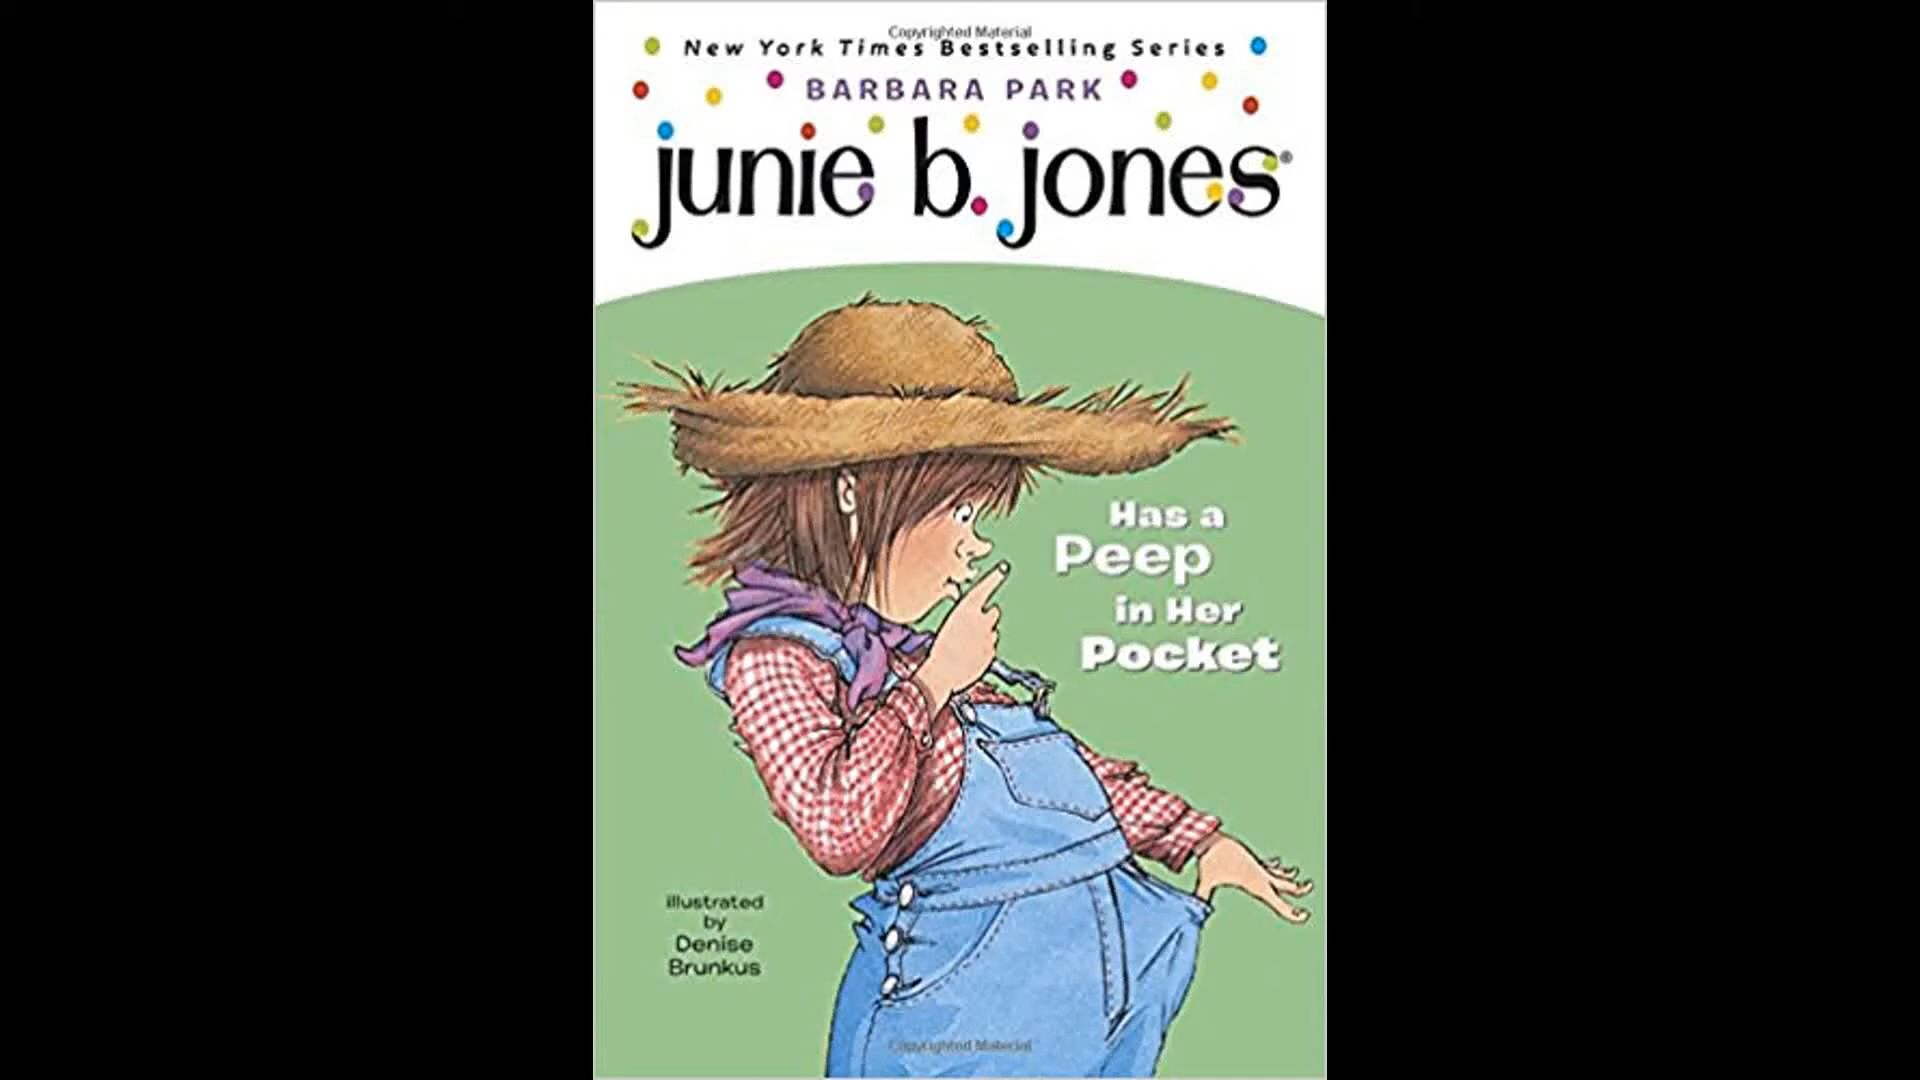 Copyrighted Material
New York Times Bestselling Series
BARBARA PARK
junie b. jones®
Has a
Peep
in Her
Pocket
illustrated
by
Denise
Brunkus
Copyrighted Material